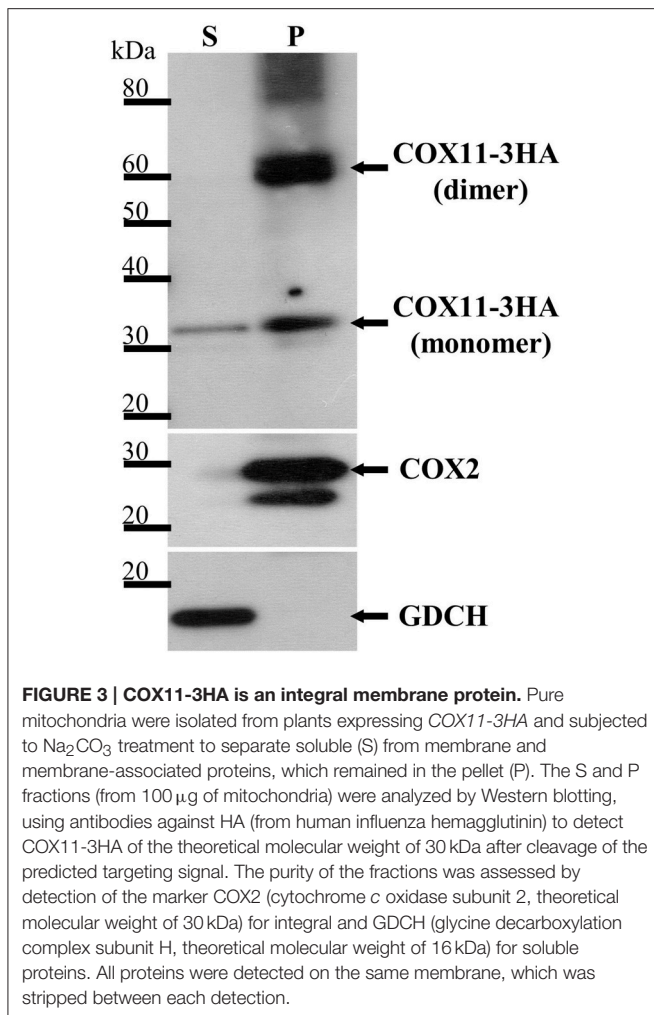 S P
kDa
80
COX11-3HA
(dimer)
60
50
40
COX11-3HA
(monomer)
30
20
30
COX2
20
20
GDCH
FIGURE 3 | COX11-3HA is an integral membrane protein. Pure
mitochondria were isolated from plants expressing COX11-3HA and subjected
to Na₂CO₃ treatment to separate soluble (S) from membrane and
membrane-associated proteins, which remained in the pellet (P). The S and P
fractions (from 100 μg of mitochondria) were analyzed by Western blotting,
using antibodies against HA (from human influenza hemagglutinin) to detect
COX11-3HA of the theoretical molecular weight of 30 kDa after cleavage of the
predicted targeting signal. The purity of the fractions was assessed by
detection of the marker COX2 (cytochrome c oxidase subunit 2, theoretical
molecular weight of 30 kDa) for integral and GDCH (glycine decarboxylation
complex subunit H, theoretical molecular weight of 16 kDa) for soluble
proteins. All proteins were detected on the same membrane, which was
stripped between each detection.